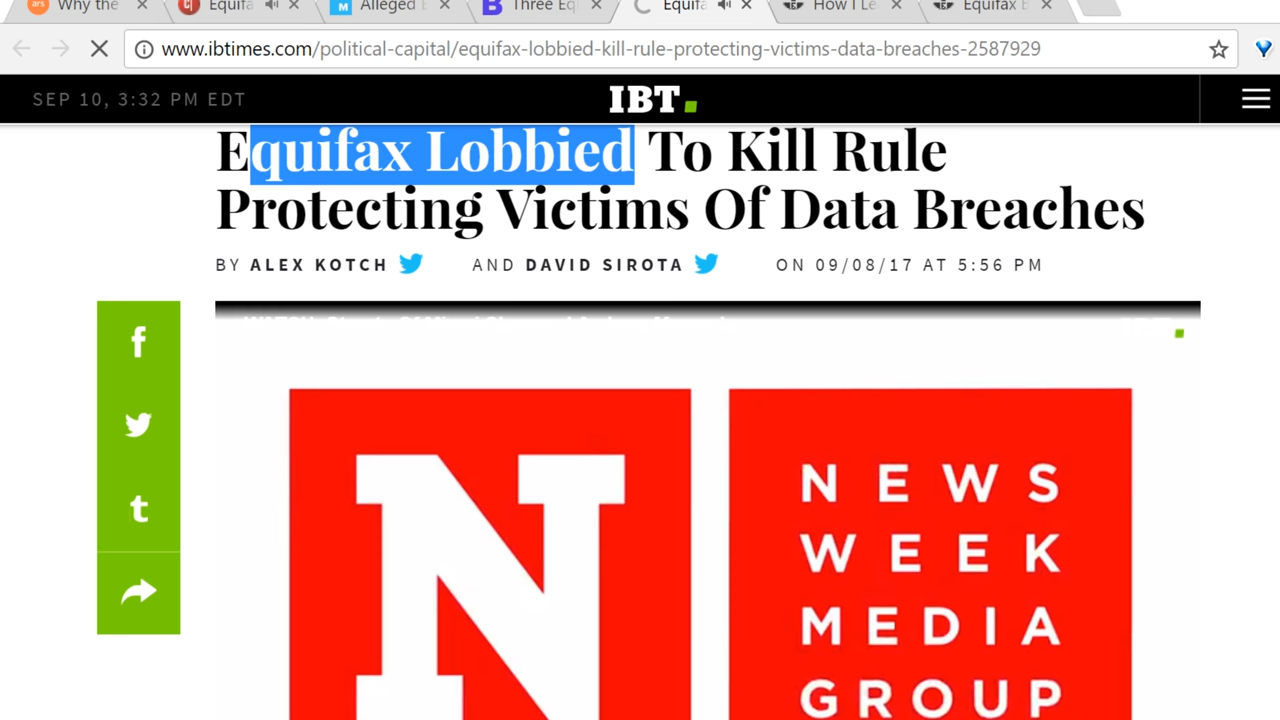 ars Why the
Equifa
M Alleged
B Three Eq
Equifa
How I Le
Equifax
www.ibtimes.com/political-capital/equifax-lobbied-kill-rule-protecting-victims-data-breaches-2587929
SEP 10, 3:32 PM EDT
IBT.
Equifax Lobbied To Kill Rule
Protecting Victims Of Data Breaches
BY ALEX KOTCH AND DAVID SIROTA ON 09/08/17 AT 5:56 PM
N
NEWS
WEEK
MEDIA
GROUP